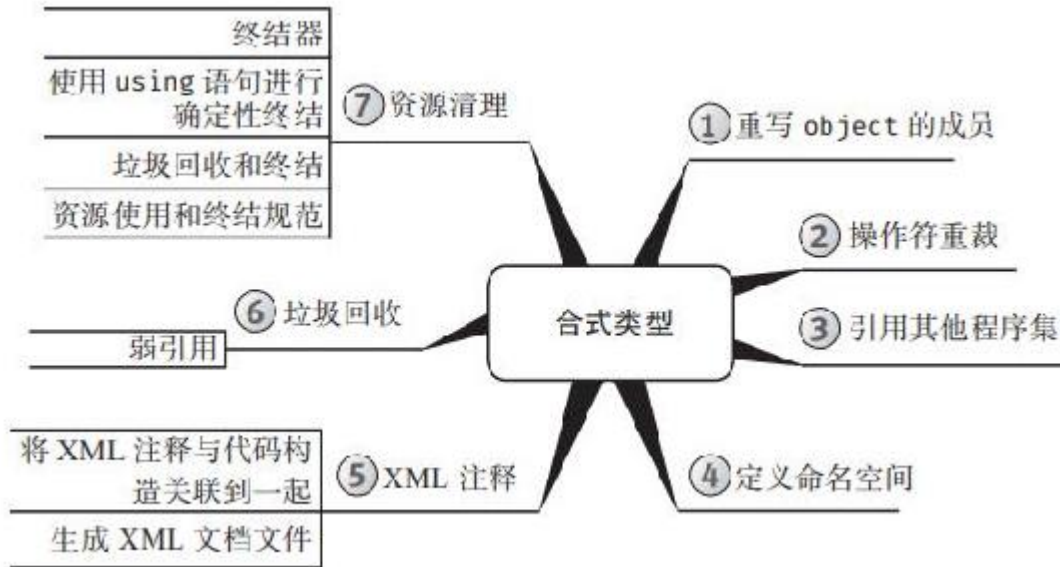 终结器
使用 using 语句进行
确定性终结
垃圾回收和终结
资源使用和终结规范
⑦ 资源清理
① 重写 object 的成员
② 操作符重裁
③ 引用其他程序集
合式类型
⑥ 垃圾回收
弱引用
将 XML 注释与代码构
造关联到一起
生成 XML 文档文件
⑤ XML 注释
④ 定义命名空间